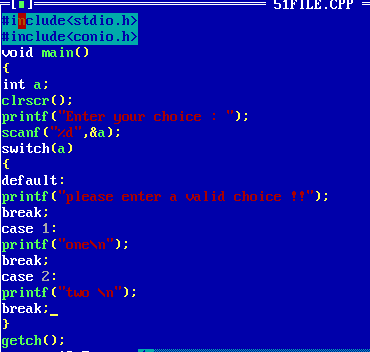 [■] 51FILE.CPP
#include<stdio.h>
#include<conio.h>
void main()
{
int a;
clrscr();
printf("Enter your choice : ");
scanf("%d",&a);
switch(a)
{
default:
printf("please enter a valid choice !!");
break;
case 1:
printf("one\n");
break;
case 2:
printf("two \n");
break;_
}
getch();